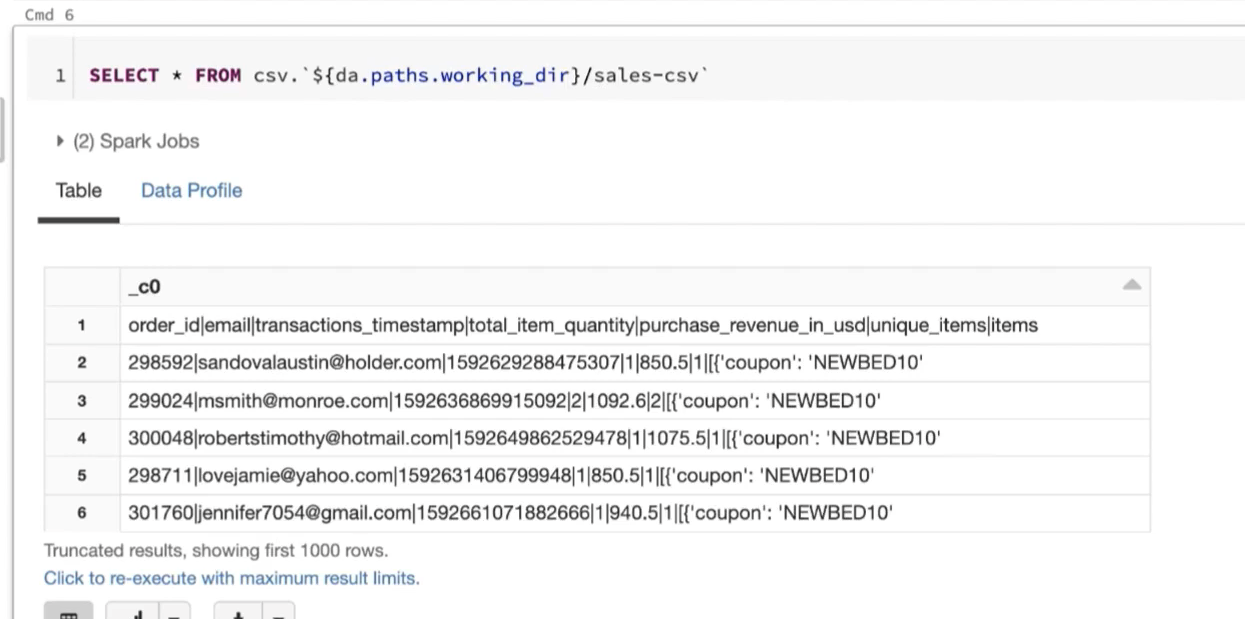 Cmd 6
1 SELECT * FROM csv.`${da.paths.working_dir}/sales-csv`
(2) Spark Jobs
Table Data Profile
_c0
1 order_id|email|transactions_timestamp|total_item_quantity|purchase_revenue_in_usd|unique_items|items
2 298592|sandovalaustin@holder.com|1592629288475307|1|850.5|1|[{'coupon': 'NEWBED10'
3 299024|msmith@monroe.com|1592636869915092|2|1092.6|2|[{'coupon': 'NEWBED10'
4 300048|robertstimothy@hotmail.com|1592649862529478|1|1075.5|1|[{'coupon': 'NEWBED10'
5 298711|lovejamie@yahoo.com|1592631406799948|1|850.5|1|[{'coupon': 'NEWBED10'
6 301760|jennifer7054@gmail.com|1592661071882666|1|940.5|1|[{'coupon': 'NEWBED10'
Truncated results, showing first 1000 rows.
Click to re-execute with maximum result limits.